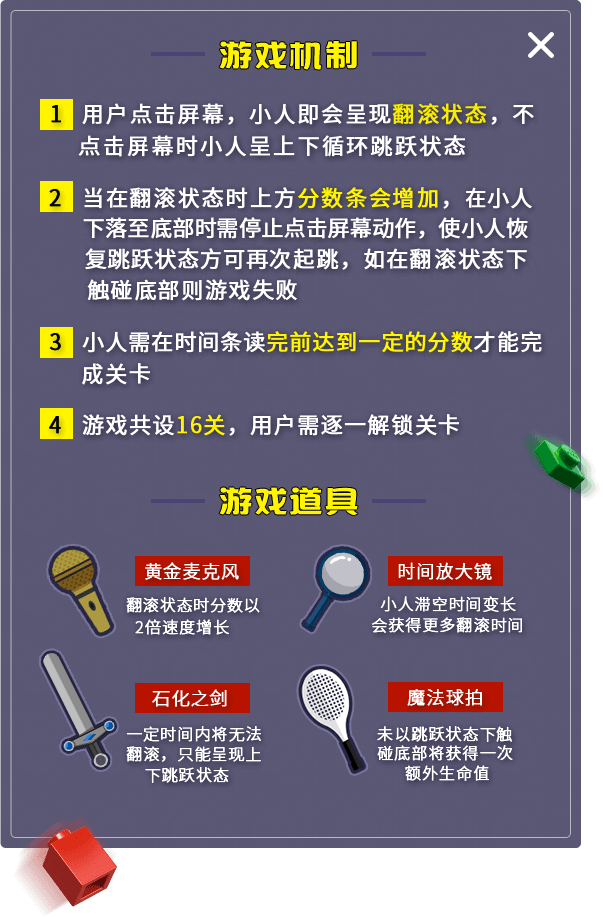 游戏机制
1 用户点击屏幕，小人即会呈现翻滚状态，不
点击屏幕时小人呈上下循环跳跃状态
2 当在翻滚状态时上方分数条会增加，在小人
下落至底部时需停止点击屏幕动作，使小人恢
复跳跃状态方可再次起跳，如在翻滚状态下
触碰底部则游戏失败
3 小人需在时间条读完前达到一定的分数才能完
成关卡
4 游戏共设16关，用户需逐一解锁关卡
游戏道具
黄金麦克风
翻滚状态时分数以
2倍速度增长
时间放大镜
小人滞空时间变长
会获得更多翻滚时间
石化之剑
一定时间内将无法
翻滚，只能呈现上
下跳跃状态
魔法球拍
未以跳跃状态下触
碰底部将获得一次
额外生命值